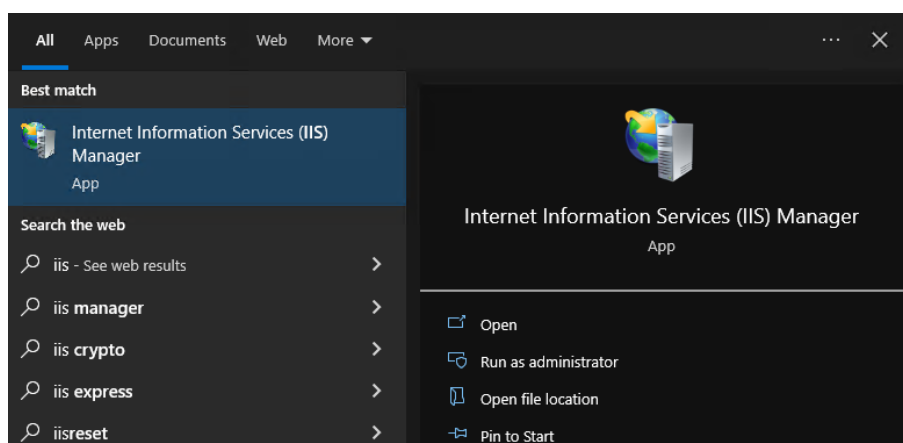 All Apps Documents Web More
Best match
Internet Information Services (IIS)
Manager
App
Search the web
iis - See web results
iis manager
iis crypto
iis express
iisreset
Internet Information Services (IIS) Manager
App
Open
Run as administrator
Open file location
Pin to Start